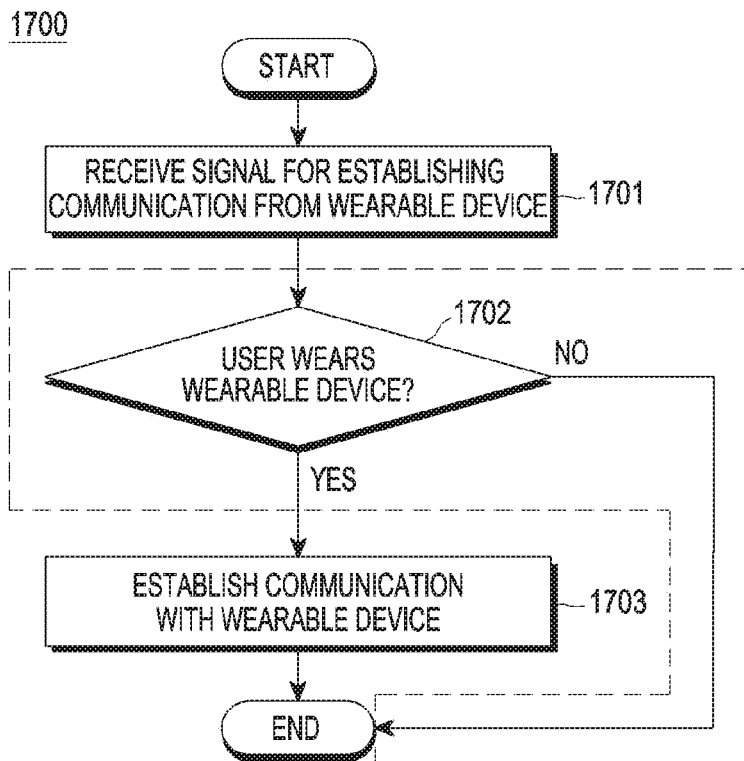 1700
START
RECEIVE SIGNAL FOR ESTABLISHING
COMMUNICATION FROM WEARABLE DEVICE
1701
1702
USER WEARS
WEARABLE DEVICE?
NO
YES
ESTABLISH COMMUNICATION
WITH WEARABLE DEVICE
1703
END